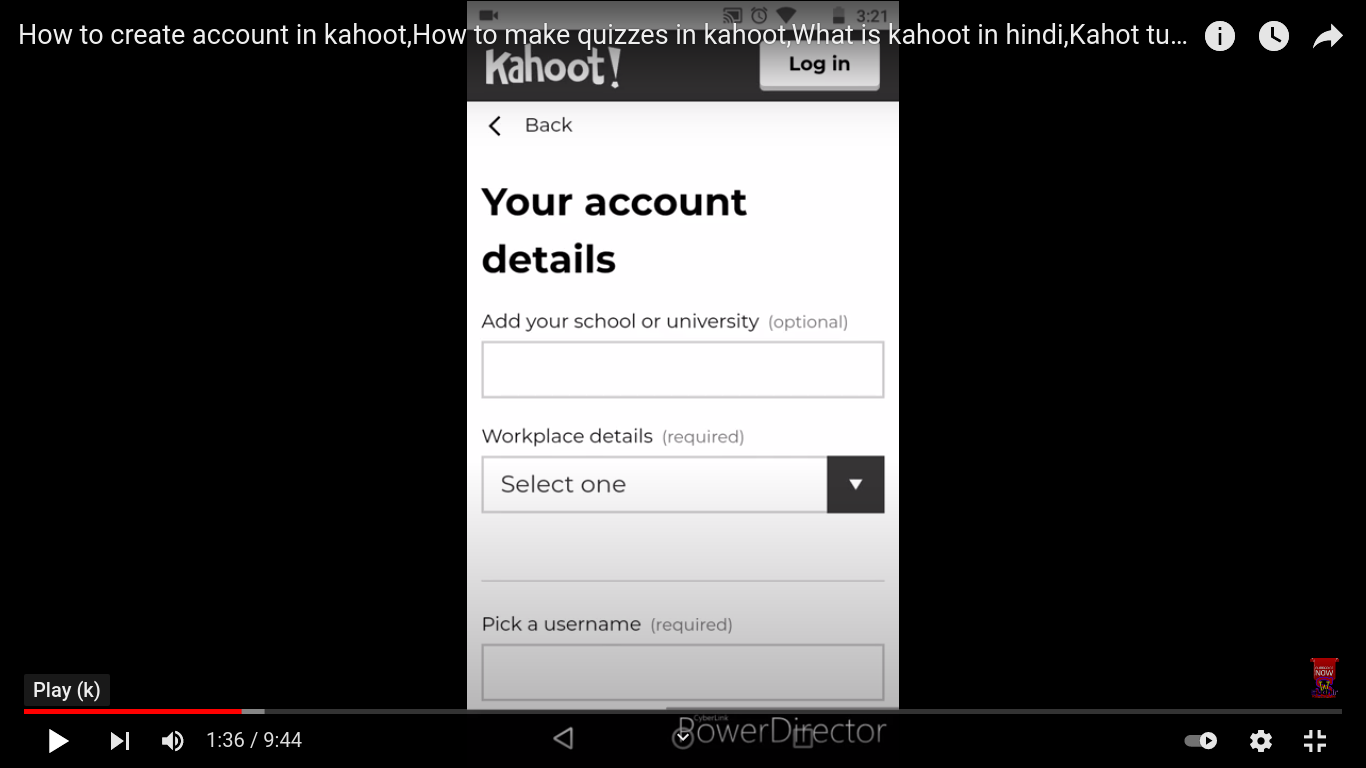 3:21
How to create account in kahoot,How to make quizzes in kahoot,What is kahoot in hindi,Kahot tu...
Kahoot!
Log in
Back
Your account
details
Add your school or university (optional)
Workplace details (required)
Select one
Pick a username (required)
NOW
Play (k)
CyberLink
PowerDirector
1:36 / 9:44